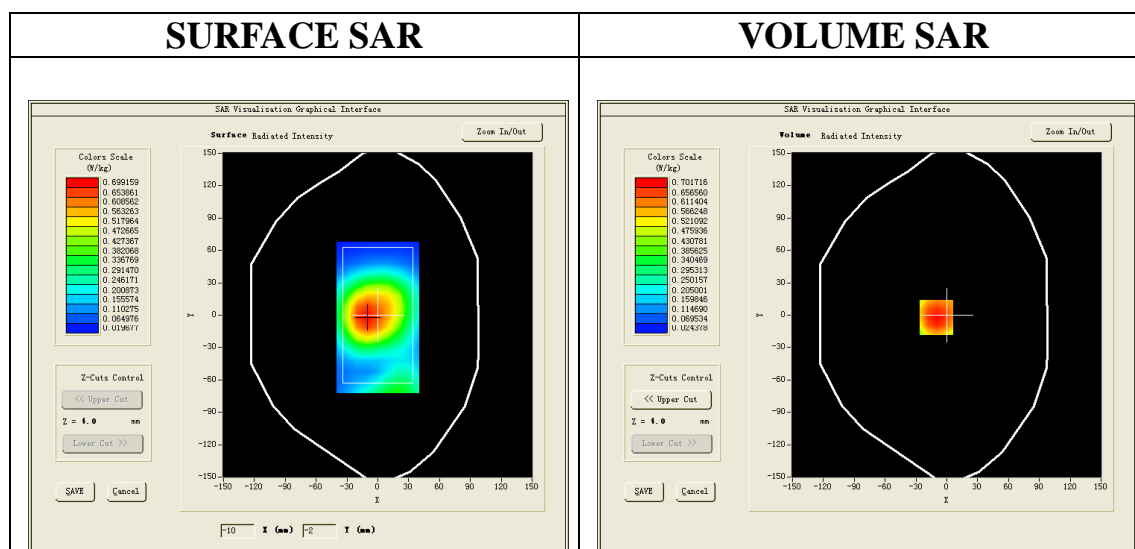 SURFACE SAR
VOLUME SAR
SAR Visualisation Graphical Interface
Surface Radiated Intensity
Zoom In/Out
Colors Scale
(W/kg)
0.699159
0.653861
0.608562
0.563263
0.517964
0.472665
0.427367
0.382068
0.336769
0.291470
0.246171
0.200873
0.155574
0.110275
0.064976
0.019677
150
120
90
60
30
0
-30
-60
-90
-120
-150
Y
-150 -120 -90 -60 -30 0 30 60 90 120 150
X
Z-Cuts Control
<< Upper Cut
Z = 4.0 mm
Lower Cut >>
SAVE Cancel
-10 X (mm) -2 Y (mm)
SAR Visualisation Graphical Interface
Volume Radiated Intensity
Zoom In/Out
Colors Scale
(W/kg)
0.701716
0.656560
0.611404
0.566248
0.521092
0.475936
0.430781
0.385625
0.340469
0.295313
0.250157
0.205001
0.159846
0.114690
0.069534
0.024378
150
120
90
60
30
0
-30
-60
-90
-120
-150
Y
-150 -120 -90 -60 -30 0 30 60 90 120 150
X
Z-Cuts Control
<< Upper Cut
Z = 4.0 mm
Lower Cut >>
SAVE Cancel